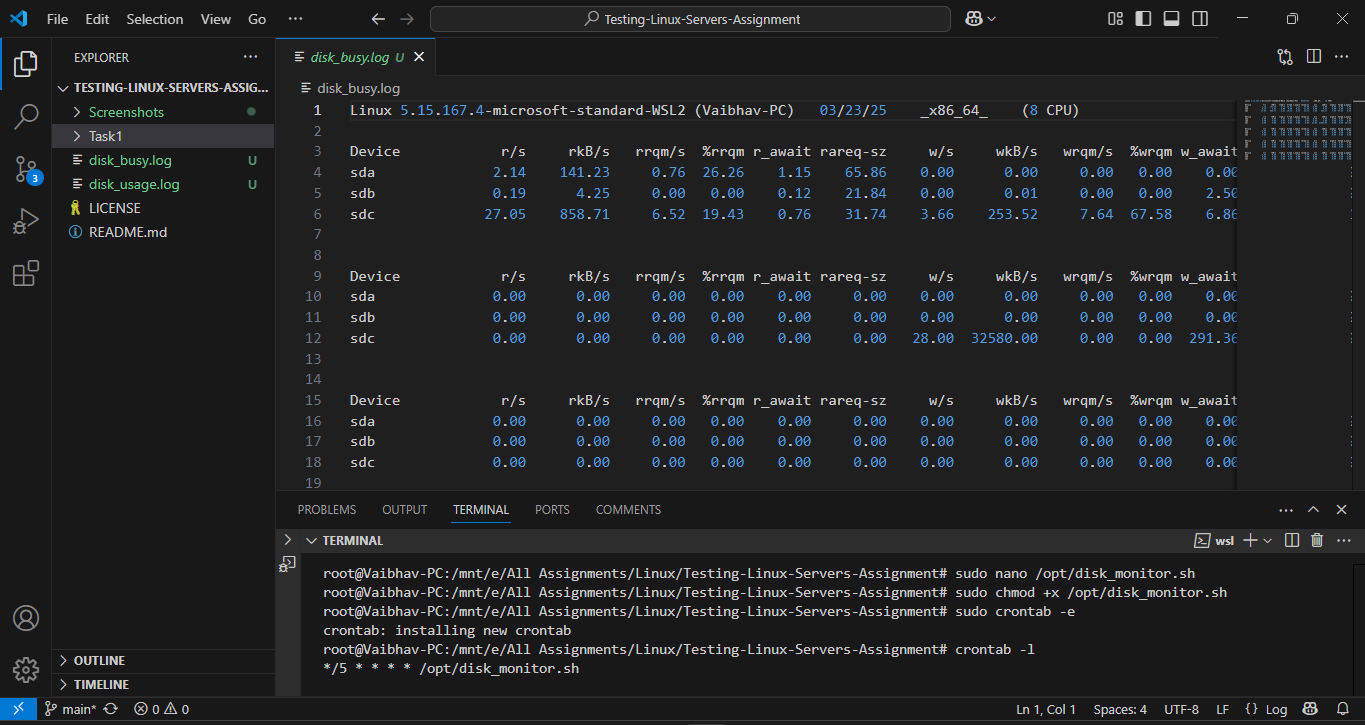 File Edit Selection View Go ··· Testing-Linux-Servers-Assignment
EXPLORER ···
TESTING-LINUX-SERVERS-ASSIG...
Screenshots
Task1
disk_busy.log U
disk_usage.log U
LICENSE
README.md
3
OUTLINE
TIMELINE
disk_busy.log U
disk_busy.log
1 Linux 5.15.167.4-microsoft-standard-WSL2 (Vaibhav-PC) 03/23/25 _x86_64_ (8 CPU)
2
3 Device r/s rkB/s rrqm/s %rrqm r_await rareq-sz w/s wkB/s wrqm/s %wrqm w_await
4 sda 2.14 141.23 0.76 26.26 1.15 65.86 0.00 0.00 0.00 0.00 0.00
5 sdb 0.19 4.25 0.00 0.00 0.12 21.84 0.00 0.01 0.00 0.00 2.50
6 sdc 27.05 858.71 6.52 19.43 0.76 31.74 3.66 253.52 7.64 67.58 6.86
7
8
9 Device r/s rkB/s rrqm/s %rrqm r_await rareq-sz w/s wkB/s wrqm/s %wrqm w_await
10 sda 0.00 0.00 0.00 0.00 0.00 0.00 0.00 0.00 0.00 0.00 0.00
11 sdb 0.00 0.00 0.00 0.00 0.00 0.00 0.00 0.00 0.00 0.00 0.00
12 sdc 0.00 0.00 0.00 0.00 0.00 0.00 28.00 32580.00 0.00 0.00 291.36
13
14
15 Device r/s rkB/s rrqm/s %rrqm r_await rareq-sz w/s wkB/s wrqm/s %wrqm w_await
16 sda 0.00 0.00 0.00 0.00 0.00 0.00 0.00 0.00 0.00 0.00 0.00
17 sdb 0.00 0.00 0.00 0.00 0.00 0.00 0.00 0.00 0.00 0.00 0.00
18 sdc 0.00 0.00 0.00 0.00 0.00 0.00 0.00 0.00 0.00 0.00 0.00
19
PROBLEMS OUTPUT TERMINAL PORTS COMMENTS
TERMINAL wsl
root@Vaibhav-PC:/mnt/e/All Assignments/Linux/Testing-Linux-Servers-Assignment# sudo nano /opt/disk_monitor.sh
root@Vaibhav-PC:/mnt/e/All Assignments/Linux/Testing-Linux-Servers-Assignment# sudo chmod +x /opt/disk_monitor.sh
root@Vaibhav-PC:/mnt/e/All Assignments/Linux/Testing-Linux-Servers-Assignment# sudo crontab -e
crontab: installing new crontab
root@Vaibhav-PC:/mnt/e/All Assignments/Linux/Testing-Linux-Servers-Assignment# crontab -l
*/5 * * * * /opt/disk_monitor.sh
main* 0 0 Ln 1, Col 1 Spaces: 4 UTF-8 LF {} Log